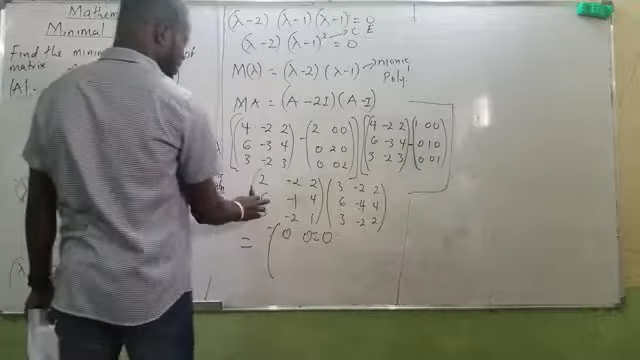 Mathem
Minimal
Find the minim
matrix
|A|.-
(λ-2) (λ-1) (λ-1) = 0
C E
(λ-2) (λ-1)² = 0
M(λ) = (λ-2) (λ-1) → monic
Poly.
MA = (A - 2I)(A - I)
4 -2 2 2 0 0 4 -2 2 1 0 0
6 -3 4 - 0 2 0 6 -3 4 - 0 1 0
3 -2 3 0 0 2 3 -2 3 0 0 1
2 -2 2 3 -2 2
-1 4 6 -4 4
-2 1 3 -2 2
= ( 0 0 = 0